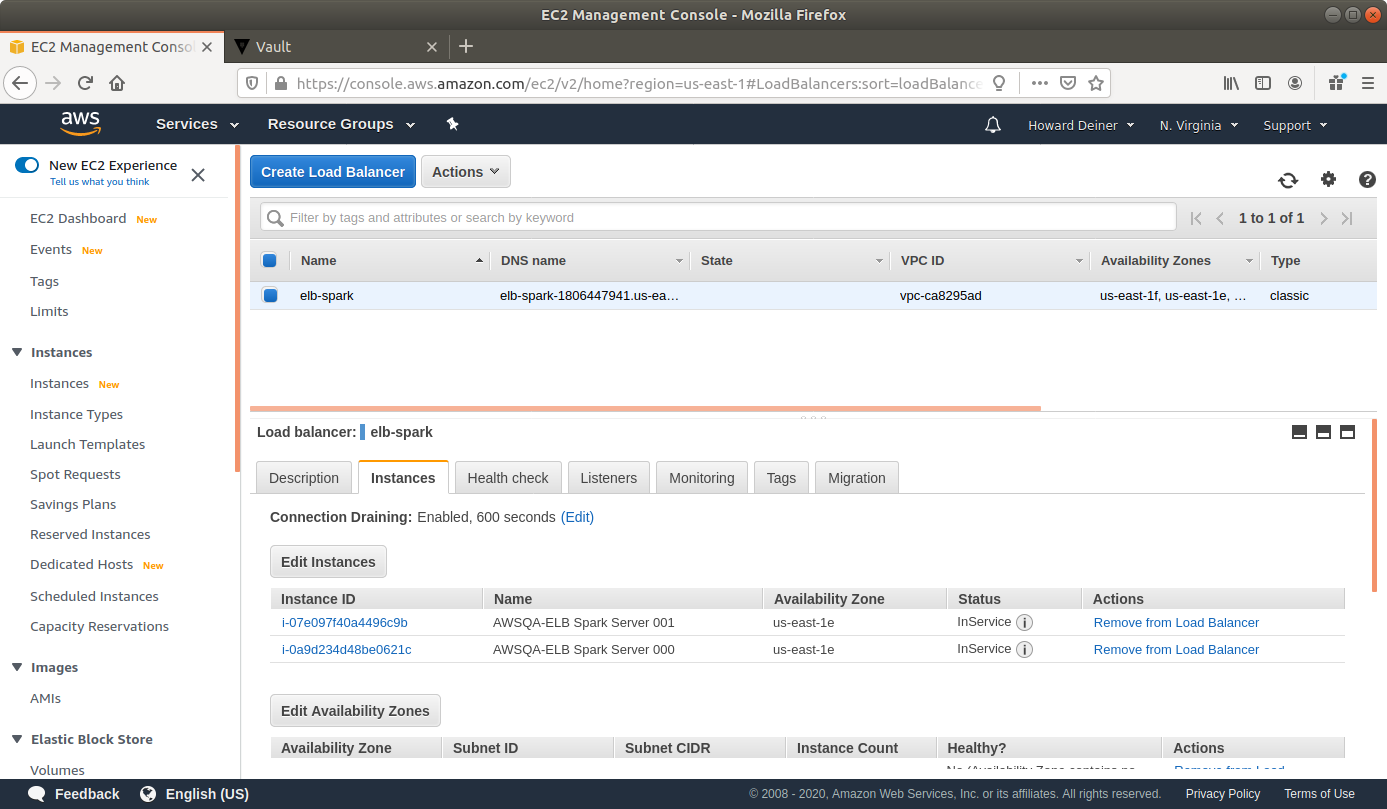 EC2 Management Console - Mozilla Firefox
EC2 Management Conso
Vault
https://console.aws.amazon.com/ec2/v2/home?region=us-east-1#LoadBalancers:sort=loadBalance
aws
Services
Resource Groups
Howard Deiner
N. Virginia
Support
New EC2 Experience
Tell us what you think
EC2 Dashboard New
Events New
Tags
Limits
Instances
Instances New
Instance Types
Launch Templates
Spot Requests
Savings Plans
Reserved Instances
Dedicated Hosts New
Scheduled Instances
Capacity Reservations
Images
AMIs
Elastic Block Store
Volumes
Create Load Balancer
Actions
Filter by tags and attributes or search by keyword
1 to 1 of 1
Name DNS name State VPC ID Availability Zones Type
elb-spark elb-spark-1806447941.us-ea… vpc-ca8295ad us-east-1f, us-east-1e, … classic
Load balancer: elb-spark
Description Instances Health check Listeners Monitoring Tags Migration
Connection Draining: Enabled, 600 seconds (Edit)
Edit Instances
Instance ID Name Availability Zone Status Actions
i-07e097f40a4496c9b AWSQA-ELB Spark Server 001 us-east-1e InService Remove from Load Balancer
i-0a9d234d48be0621c AWSQA-ELB Spark Server 000 us-east-1e InService Remove from Load Balancer
Edit Availability Zones
Availability Zone Subnet ID Subnet CIDR Instance Count Healthy? Actions
No (Availability Zone contains no Remove from Load
Feedback
English (US)
© 2008 - 2020, Amazon Web Services, Inc. or its affiliates. All rights reserved.
Privacy Policy
Terms of Use